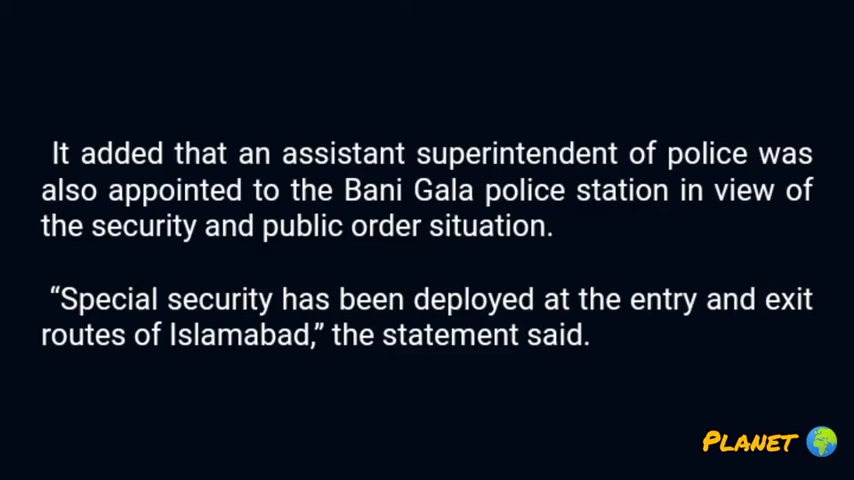 It added that an assistant superintendent of police was
also appointed to the Bani Gala police station in view of
the security and public order situation.
“Special security has been deployed at the entry and exit
routes of Islamabad,” the statement said.
PLANET